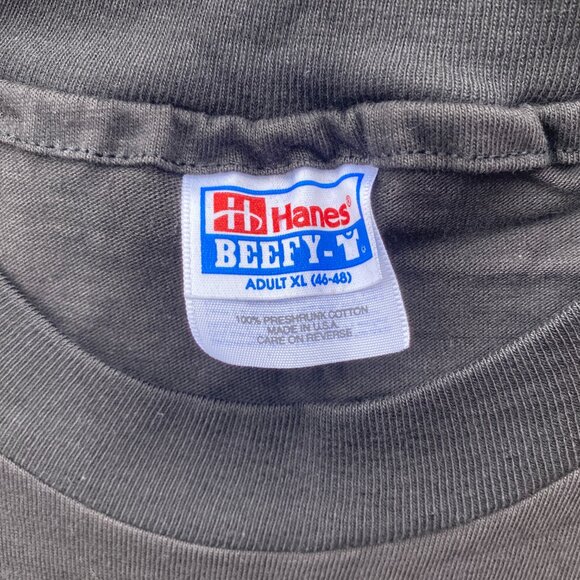 Hanes®
BEEFY-T
ADULT XL (46-48)
100% PRESHRUNK COTTON
MADE IN U.S.A.
CARE ON REVERSE